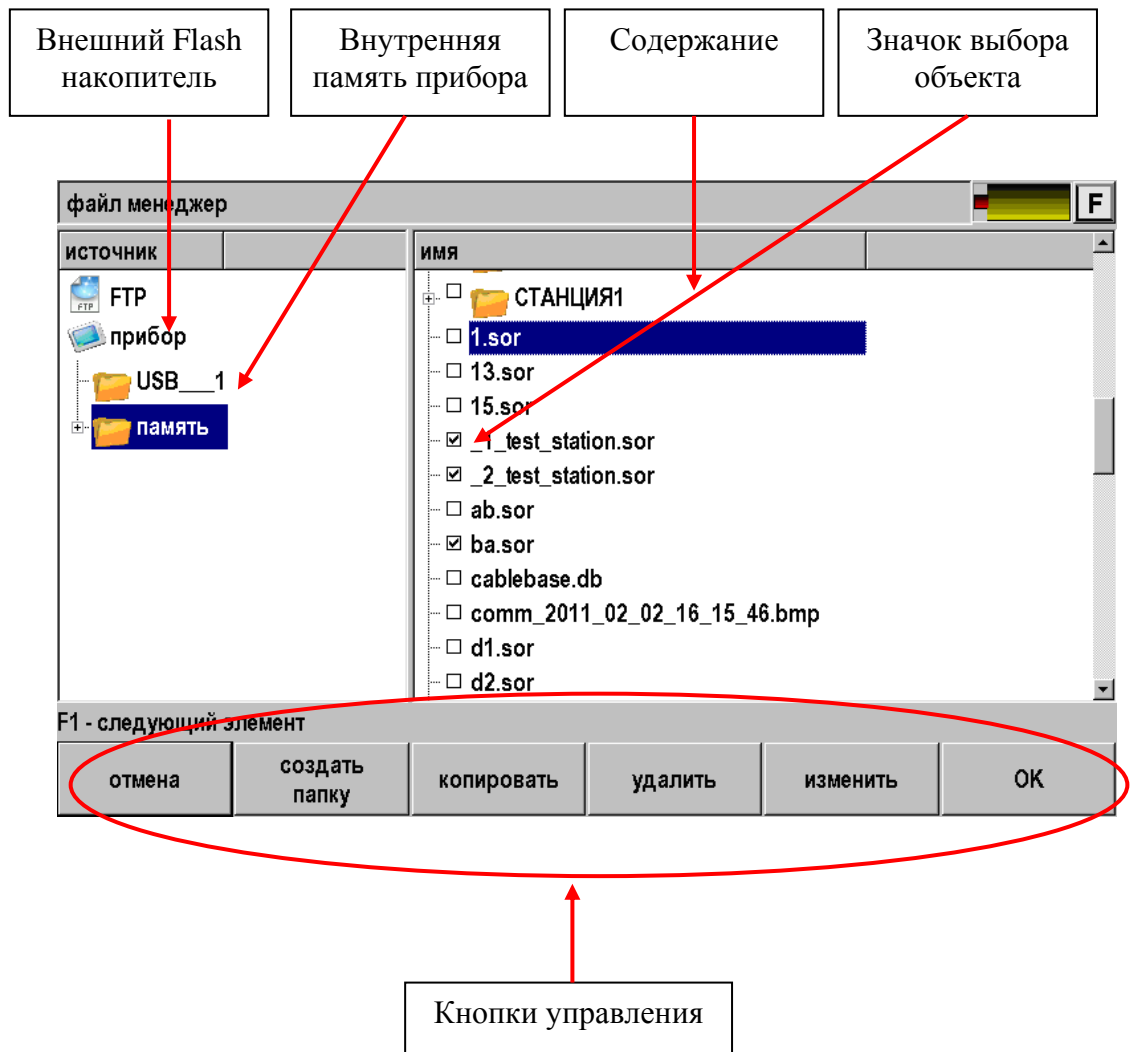 Внешний Flash
накопитель
Внутренняя
память прибора
Содержание
Значок выбора
объекта
файл менеджер
F
источник
имя
FTP
FTP
прибор
USB___1
память
СТАНЦИЯ1
1.sor
13.sor
15.sor
_1_test_station.sor
_2_test_station.sor
ab.sor
ba.sor
cablebase.db
comm_2011_02_02_16_15_46.bmp
d1.sor
d2.sor
F1 - следующий элемент
отмена
создать
папку
копировать
удалить
изменить
OK
Кнопки управления